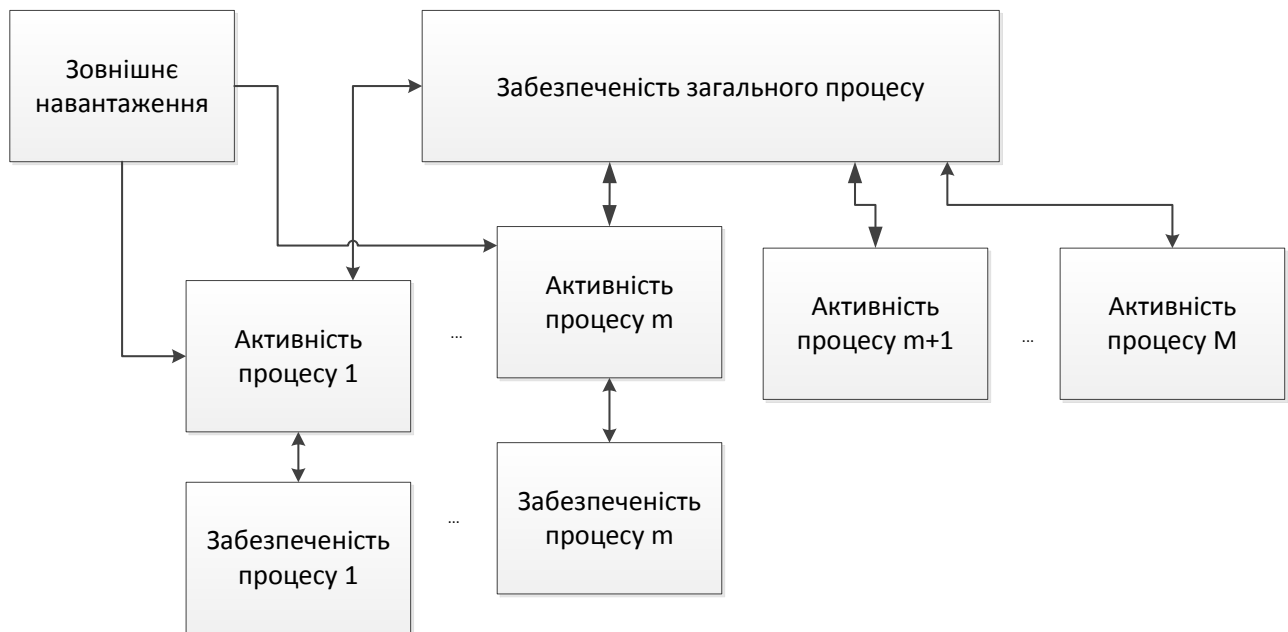 Зовнішнє
навантаження
Забезпеченість загального процесу
Активність
процесу 1
...
Активність
процесу m
Активність
процесу m+1
...
Активність
процесу M
Забезпеченість
процесу 1
...
Забезпеченість
процесу m